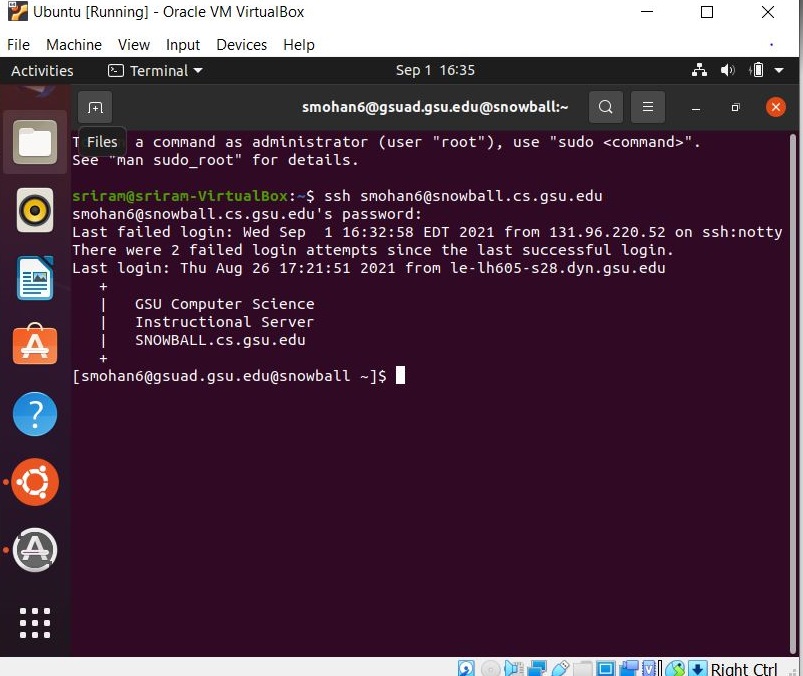 Ubuntu [Running] - Oracle VM VirtualBox
File Machine View Input Devices Help
Activities Terminal Sep 1 16:35
smohan6@gsuad.gsu.edu@snowball:~
Files
T a command as administrator (user "root"), use "sudo <command>".
See "man sudo_root" for details.
sriram@sriram-VirtualBox:~$ ssh smohan6@snowball.cs.gsu.edu
smohan6@snowball.cs.gsu.edu's password:
Last failed login: Wed Sep  1 16:32:58 EDT 2021 from 131.96.220.52 on ssh:notty
There were 2 failed login attempts since the last successful login.
Last login: Thu Aug 26 17:21:51 2021 from le-lh605-s28.dyn.gsu.edu
+
| GSU Computer Science
| Instructional Server
| SNOWBALL.cs.gsu.edu
+
[smohan6@gsuad.gsu.edu@snowball ~]$
Right Ctrl